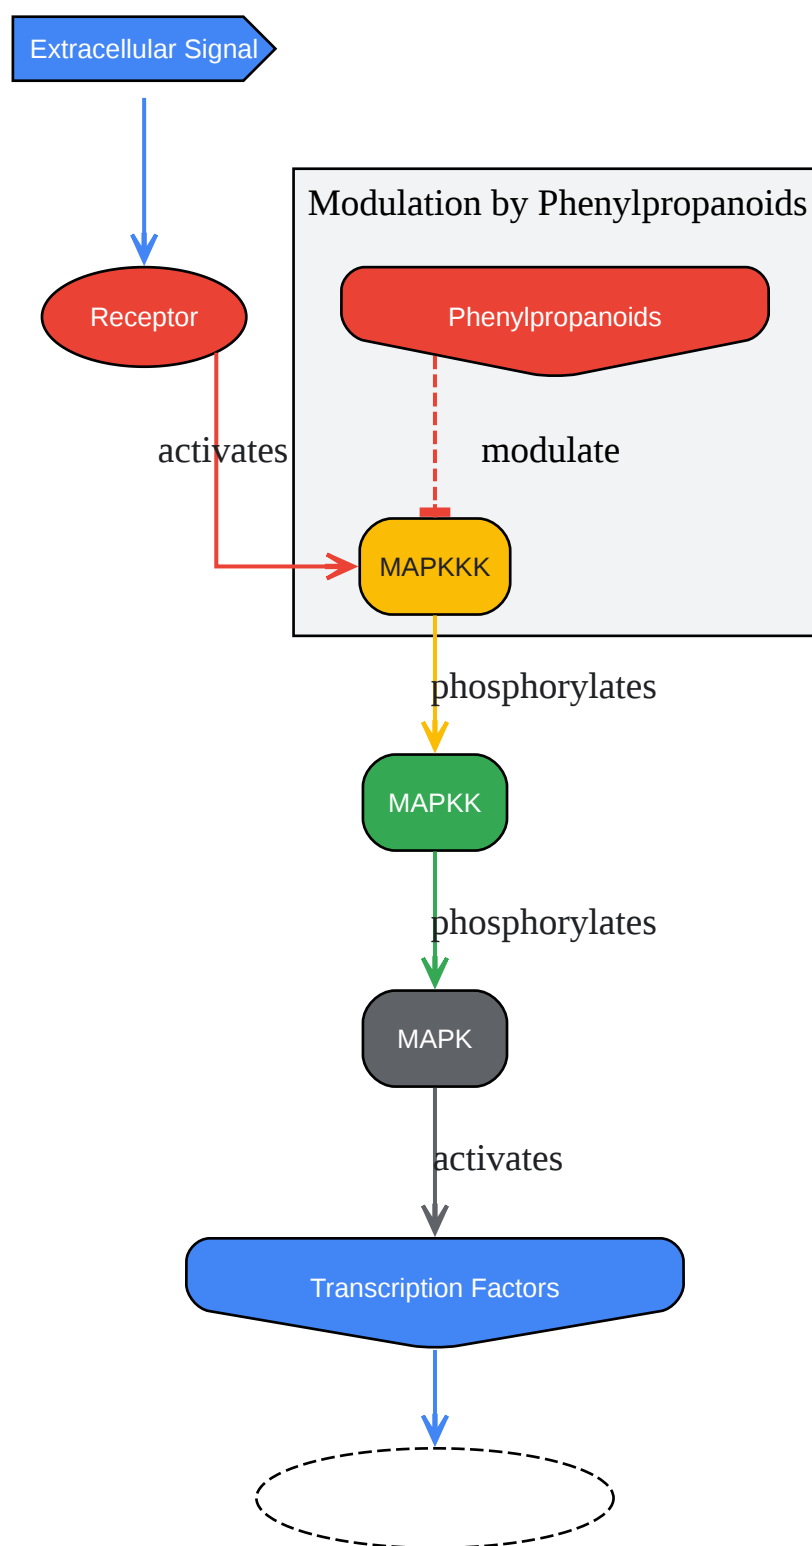 Extracellular Signal
Modulation by Phenylpropanoids
Receptor
Phenylpropanoids
activates
modulate
MAPKKK
phosphorylates
MAPKK
phosphorylates
MAPK
activates
Transcription Factors